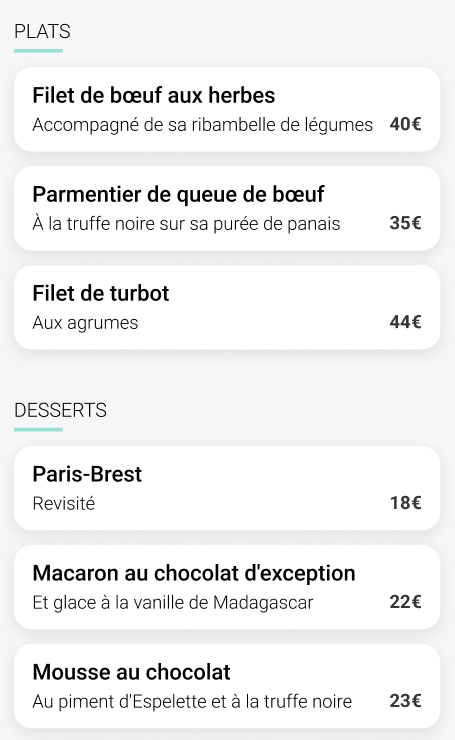 PLATS
Filet de bœuf aux herbes
Accompagné de sa ribambelle de légumes 40€
Parmentier de queue de bœuf
À la truffe noire sur sa purée de panais 35€
Filet de turbot
Aux agrumes 44€
DESSERTS
Paris-Brest
Revisité 18€
Macaron au chocolat d'exception
Et glace à la vanille de Madagascar 22€
Mousse au chocolat
Au piment d'Espelette et à la truffe noire 23€